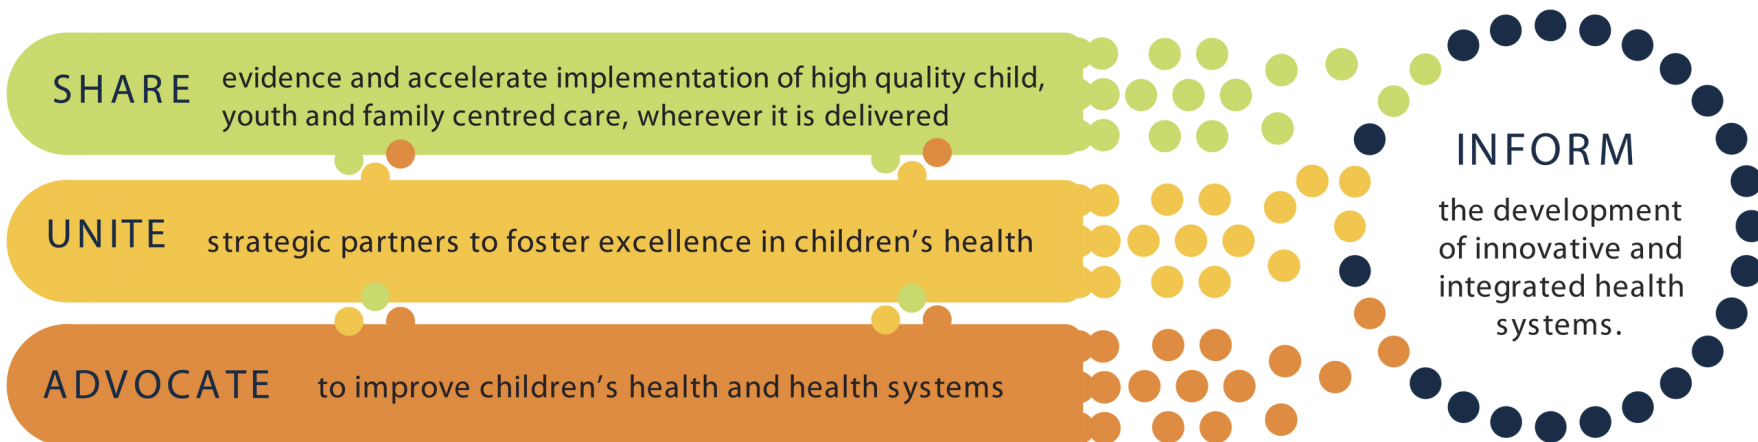 SHARE evidence and accelerate implementation of high quality child,
youth and family centred care, wherever it is delivered
UNITE strategic partners to foster excellence in children’s health
ADVOCATE to improve children’s health and health systems
INFORM
the development
of innovative and
integrated health
systems.